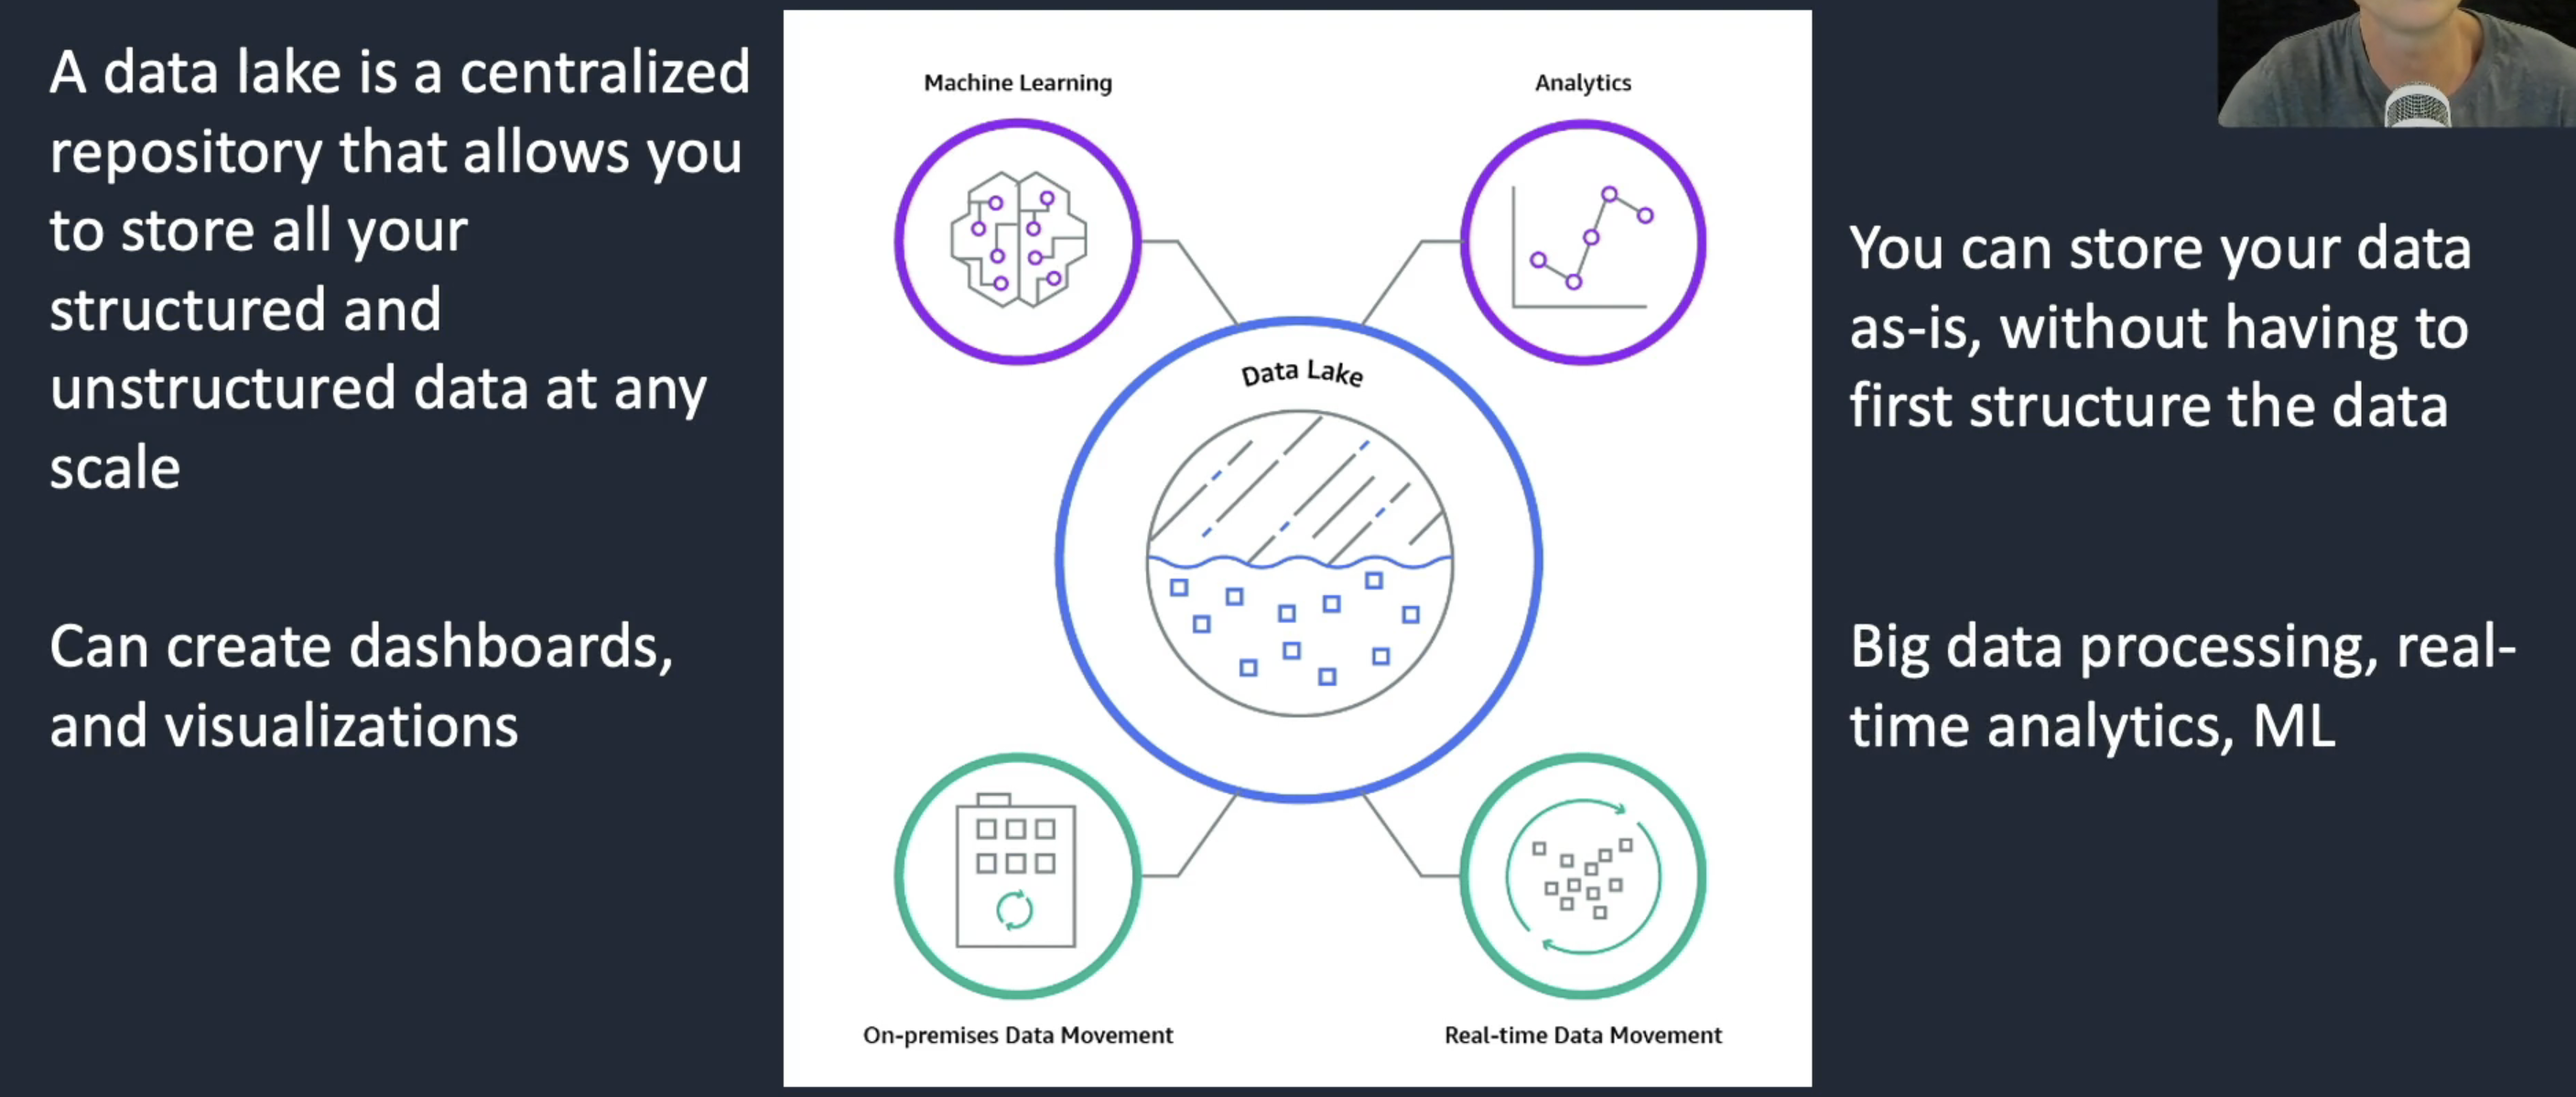 A data lake is a centralized
repository that allows you
to store all your
structured and
unstructured data at any
scale
Can create dashboards,
and visualizations
Machine Learning
Analytics
Data Lake
On-premises Data Movement
Real-time Data Movement
You can store your data
as-is, without having to
first structure the data
Big data processing, real-
time analytics, ML